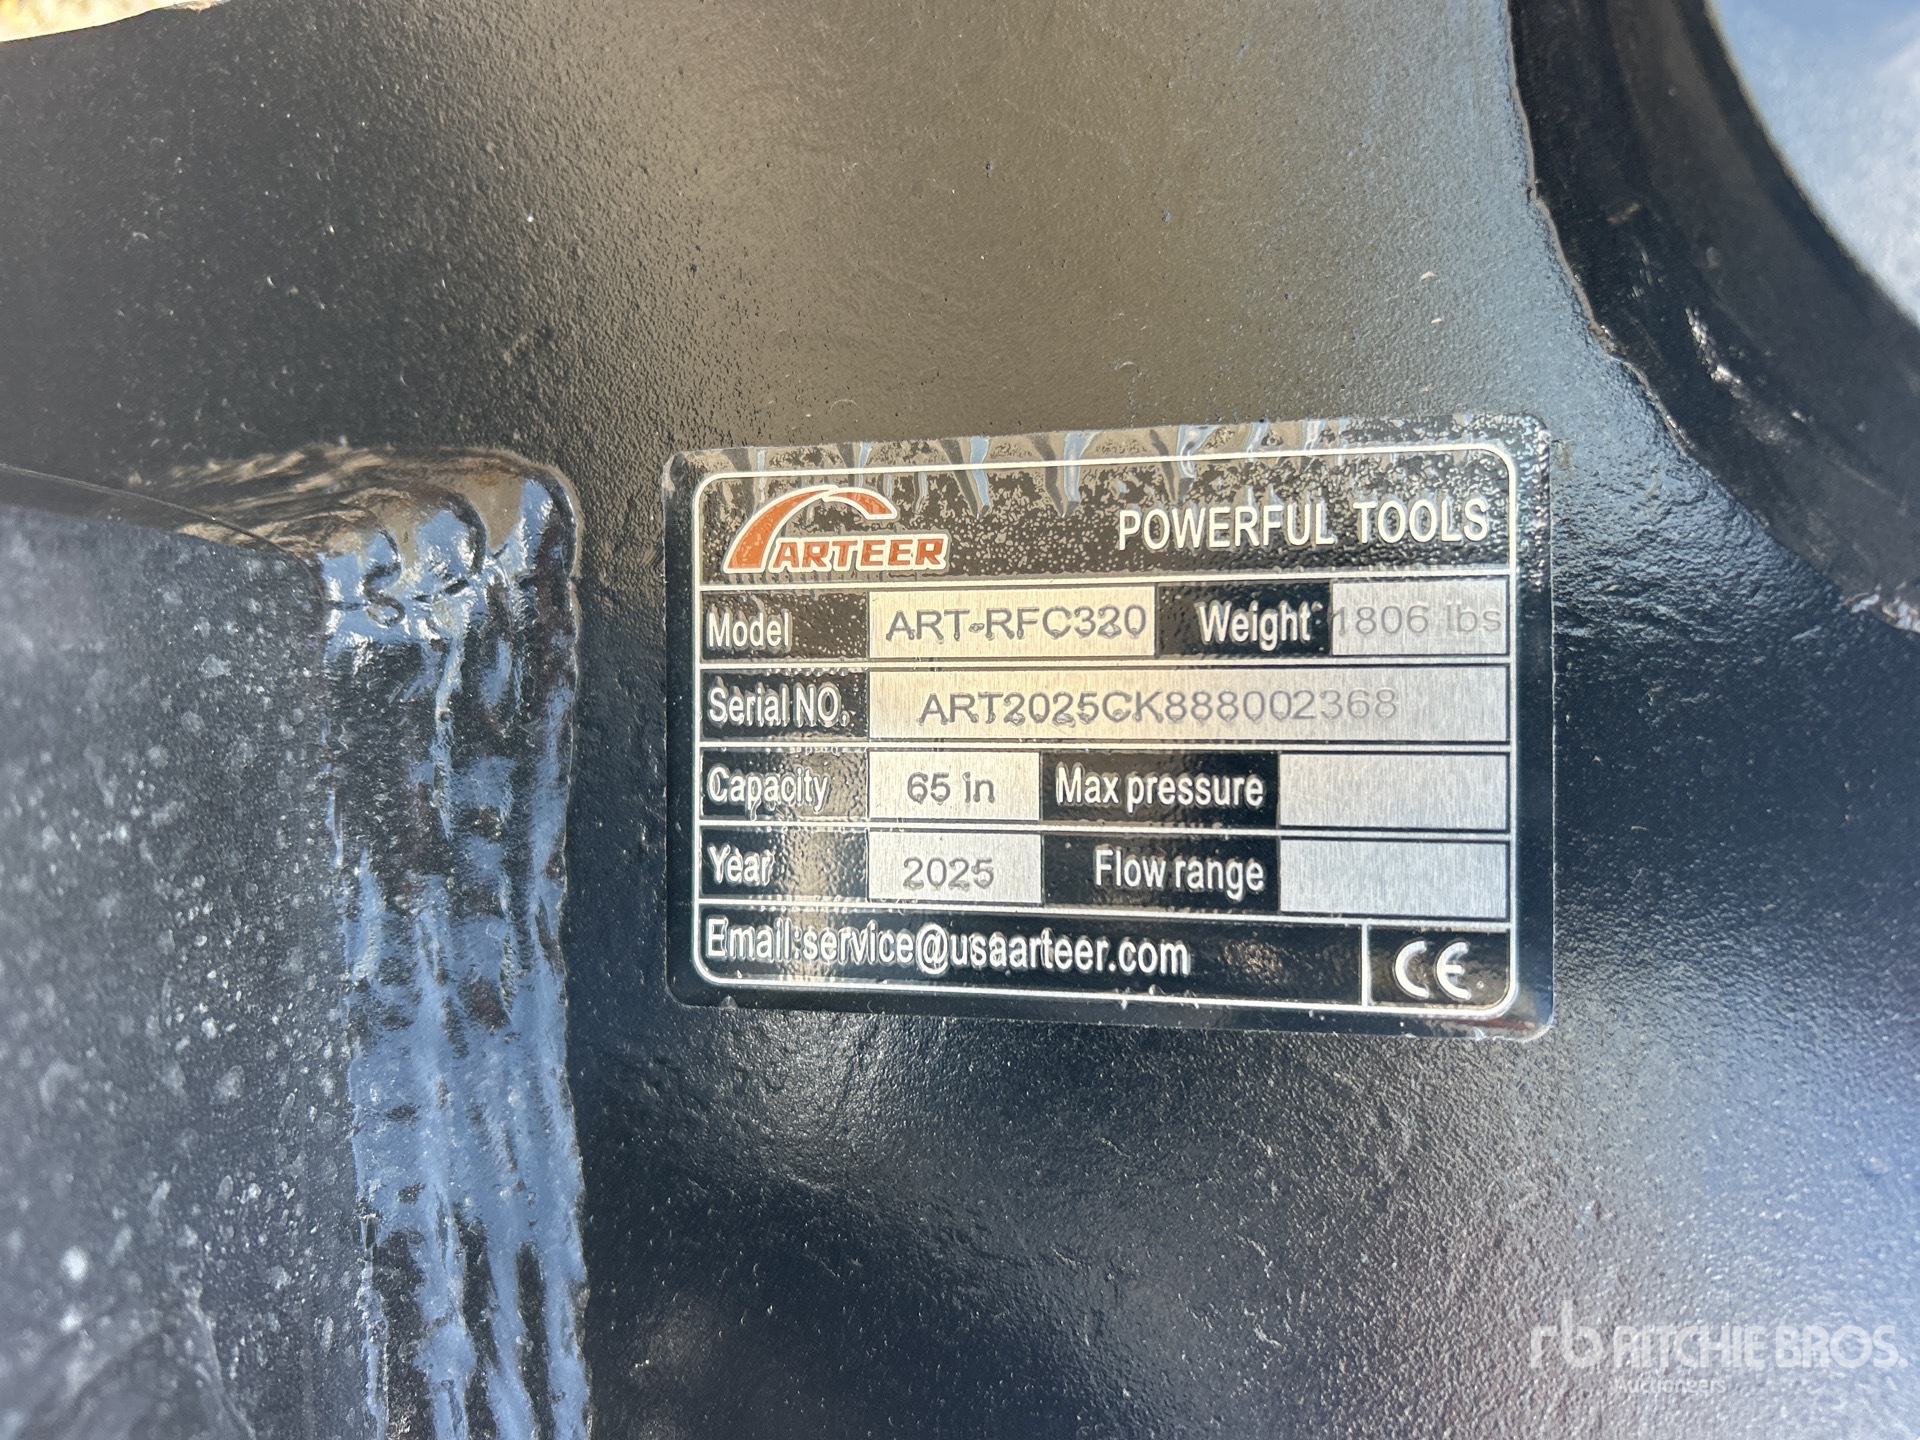 ARTEER
POWERFUL TOOLS
Model ART-RFC320 Weight 1806 lbs
Serial NO. ART2025CK888002368
Capacity 65 in Max pressure
Year 2025 Flow range
Email:service@usaarteer.com CE
rb RITCHIE BROS.
Auctioneers